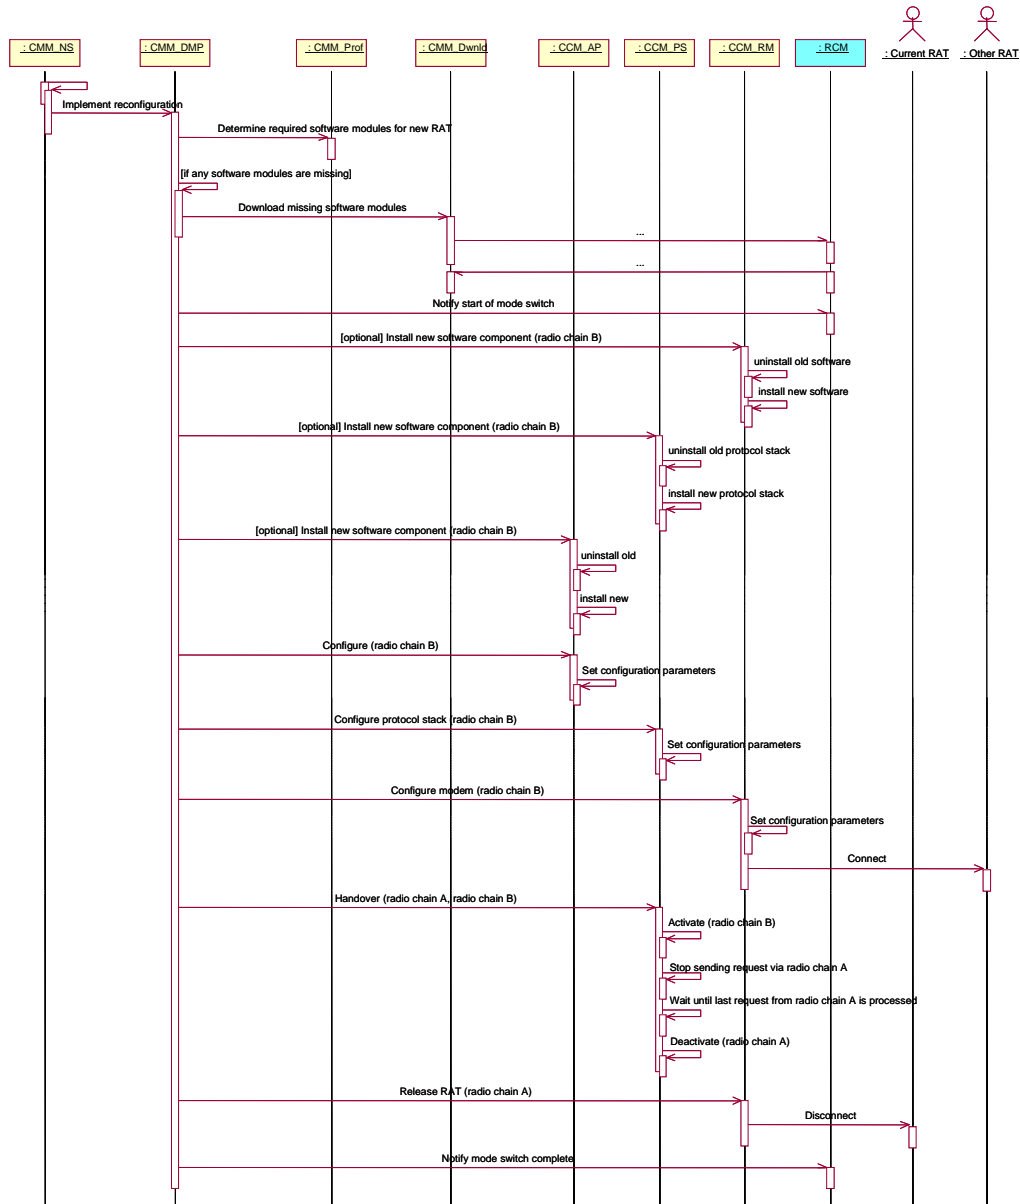 : CMM_NS
: CMM_DMP
: CMM_Prof
: CMM_Dwnld
: CCM_AP
: CCM_PS
: CCM_RM
: RCM
: Current RAT
: Other RAT
Implement reconfiguration
Determine required software modules for new RAT
[if any software modules are missing]
Download missing software modules
...
...
Notify start of mode switch
[optional] Install new software component (radio chain B)
uninstall old software
install new software
[optional] Install new software component (radio chain B)
uninstall old protocol stack
install new protocol stack
[optional] Install new software component (radio chain B)
uninstall old
install new
Configure (radio chain B)
Set configuration parameters
Configure protocol stack (radio chain B)
Set configuration parameters
Configure modem (radio chain B)
Set configuration parameters
Connect
Handover (radio chain A, radio chain B)
Activate (radio chain B)
Stop sending request via radio chain A
Wait until last request from radio chain A is processed
Deactivate (radio chain A)
Release RAT (radio chain A)
Disconnect
Notify mode switch complete